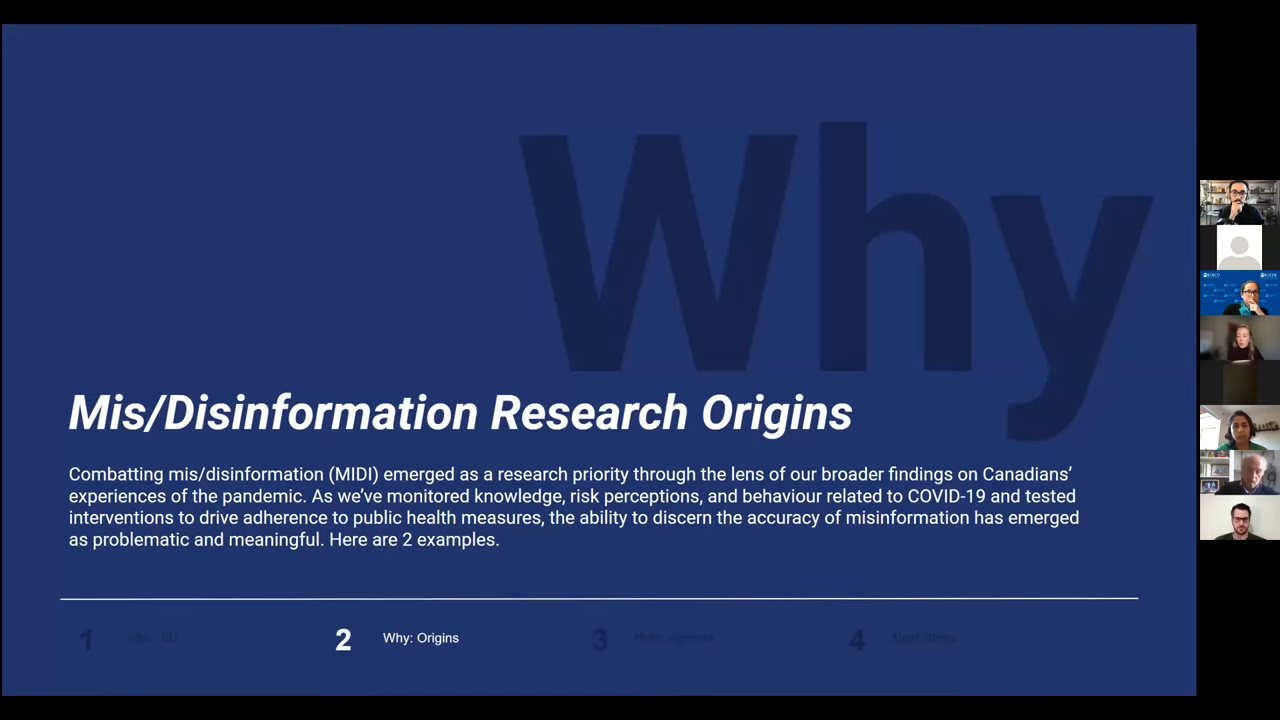 Why
Mis/Disinformation Research Origins
Combatting mis/disinformation (MIDI) emerged as a research priority through the lens of our broader findings on Canadians’
experiences of the pandemic. As we’ve monitored knowledge, risk perceptions, and behaviour related to COVID-19 and tested
interventions to drive adherence to public health measures, the ability to discern the accuracy of misinformation has emerged
as problematic and meaningful. Here are 2 examples.
1
2 Why: Origins
3
4 Next Steps